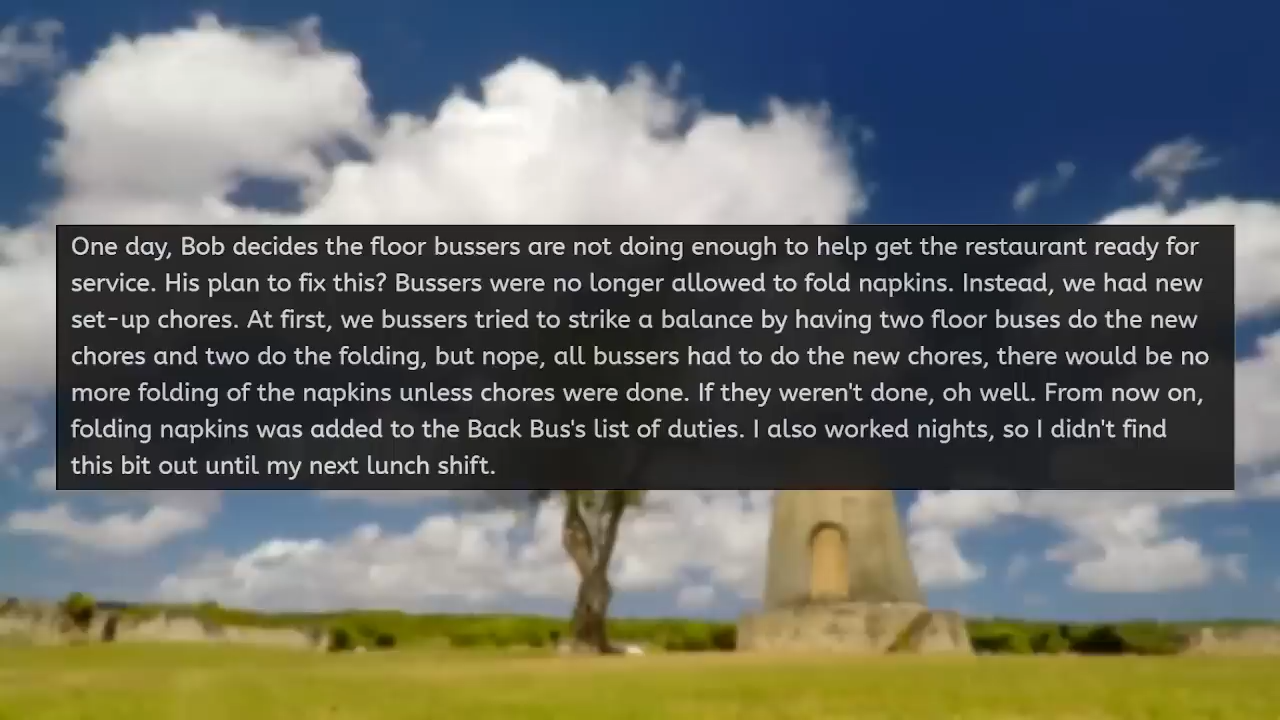 One day, Bob decides the floor bussers are not doing enough to help get the restaurant ready for
service. His plan to fix this? Bussers were no longer allowed to fold napkins. Instead, we had new
set-up chores. At first, we bussers tried to strike a balance by having two floor buses do the new
chores and two do the folding, but nope, all bussers had to do the new chores, there would be no
more folding of the napkins unless chores were done. If they weren't done, oh well. From now on,
folding napkins was added to the Back Bus's list of duties. I also worked nights, so I didn't find
this bit out until my next lunch shift.